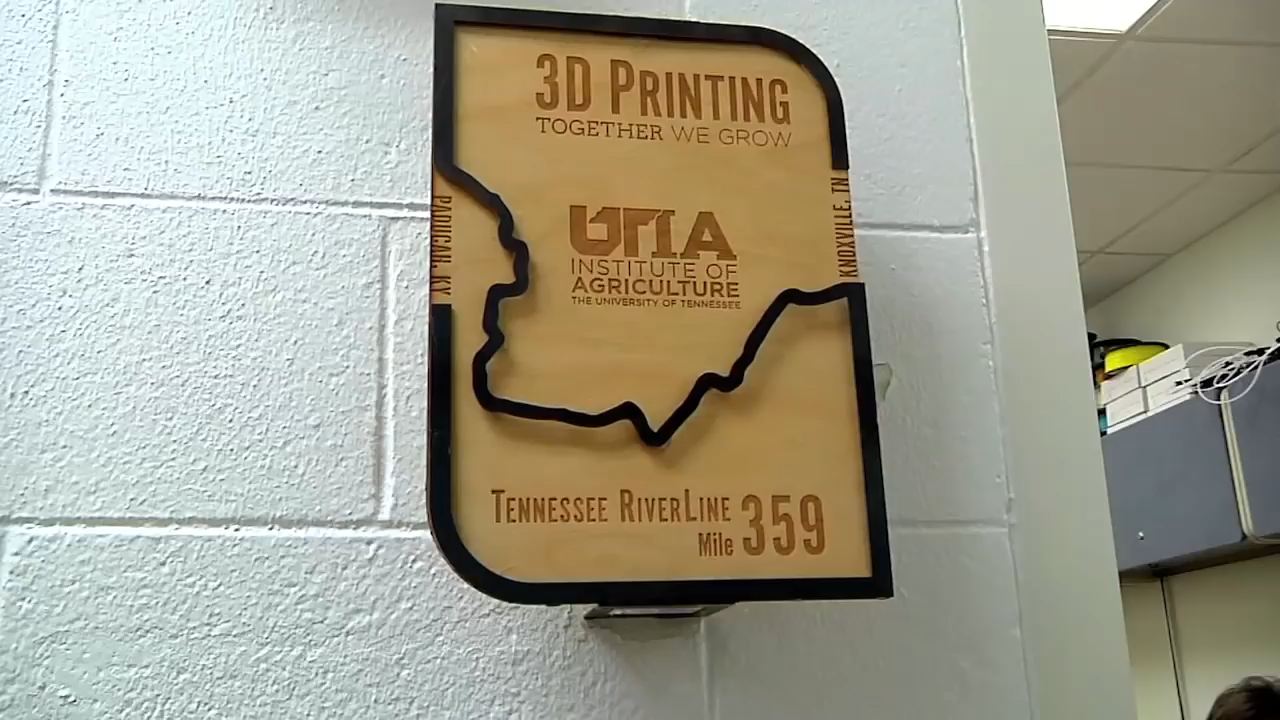 3D PRINTING
TOGETHER WE GROW
PADUCAH, KY
KNOXVILLE, TN
UTIA
INSTITUTE OF
AGRICULTURE
THE UNIVERSITY OF TENNESSEE
TENNESSEE RIVERLINE
Mile 359